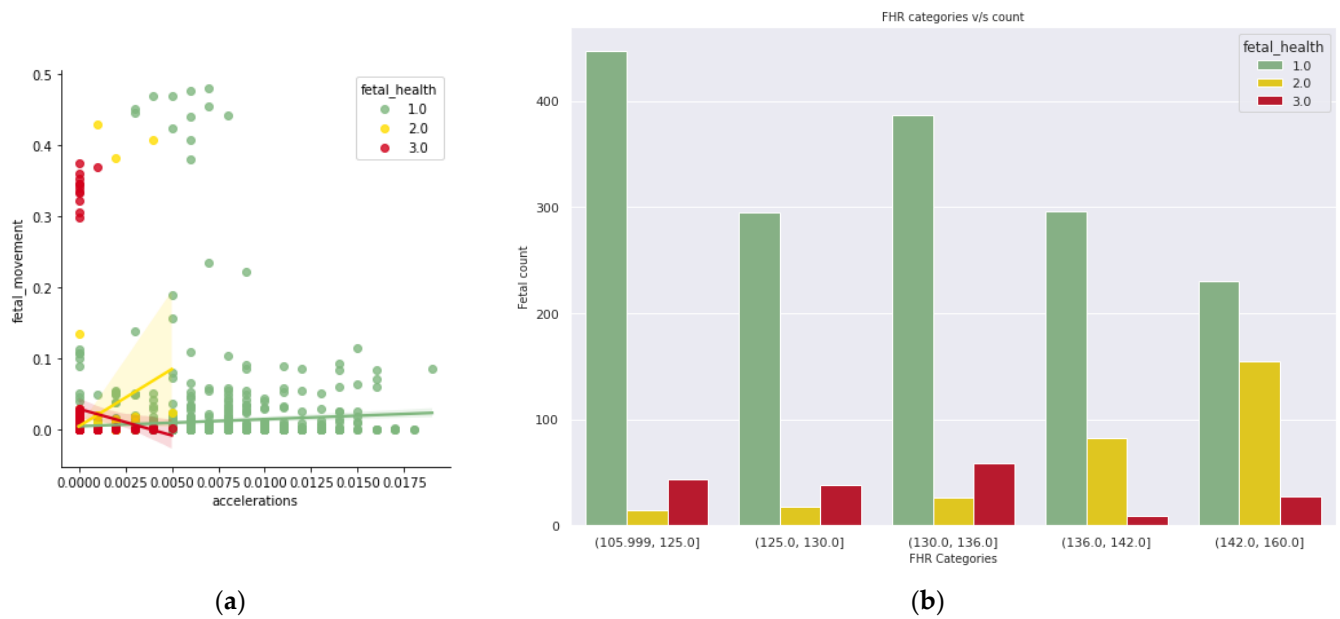 fetal_movement
0.5
0.4
0.3
0.2
0.1
0.0
fetal_health
1.0
2.0
3.0
0.0000 0.0025 0.0050 0.0075 0.0100 0.0125 0.0150 0.0175
accelerations
(a)
FHR categories v/s count
Fetal count
400
300
200
100
0
fetal_health
1.0
2.0
3.0
(105.999, 125.0] (125.0, 130.0] (130.0, 136.0] (136.0, 142.0] (142.0, 160.0]
FHR Categories
(b)